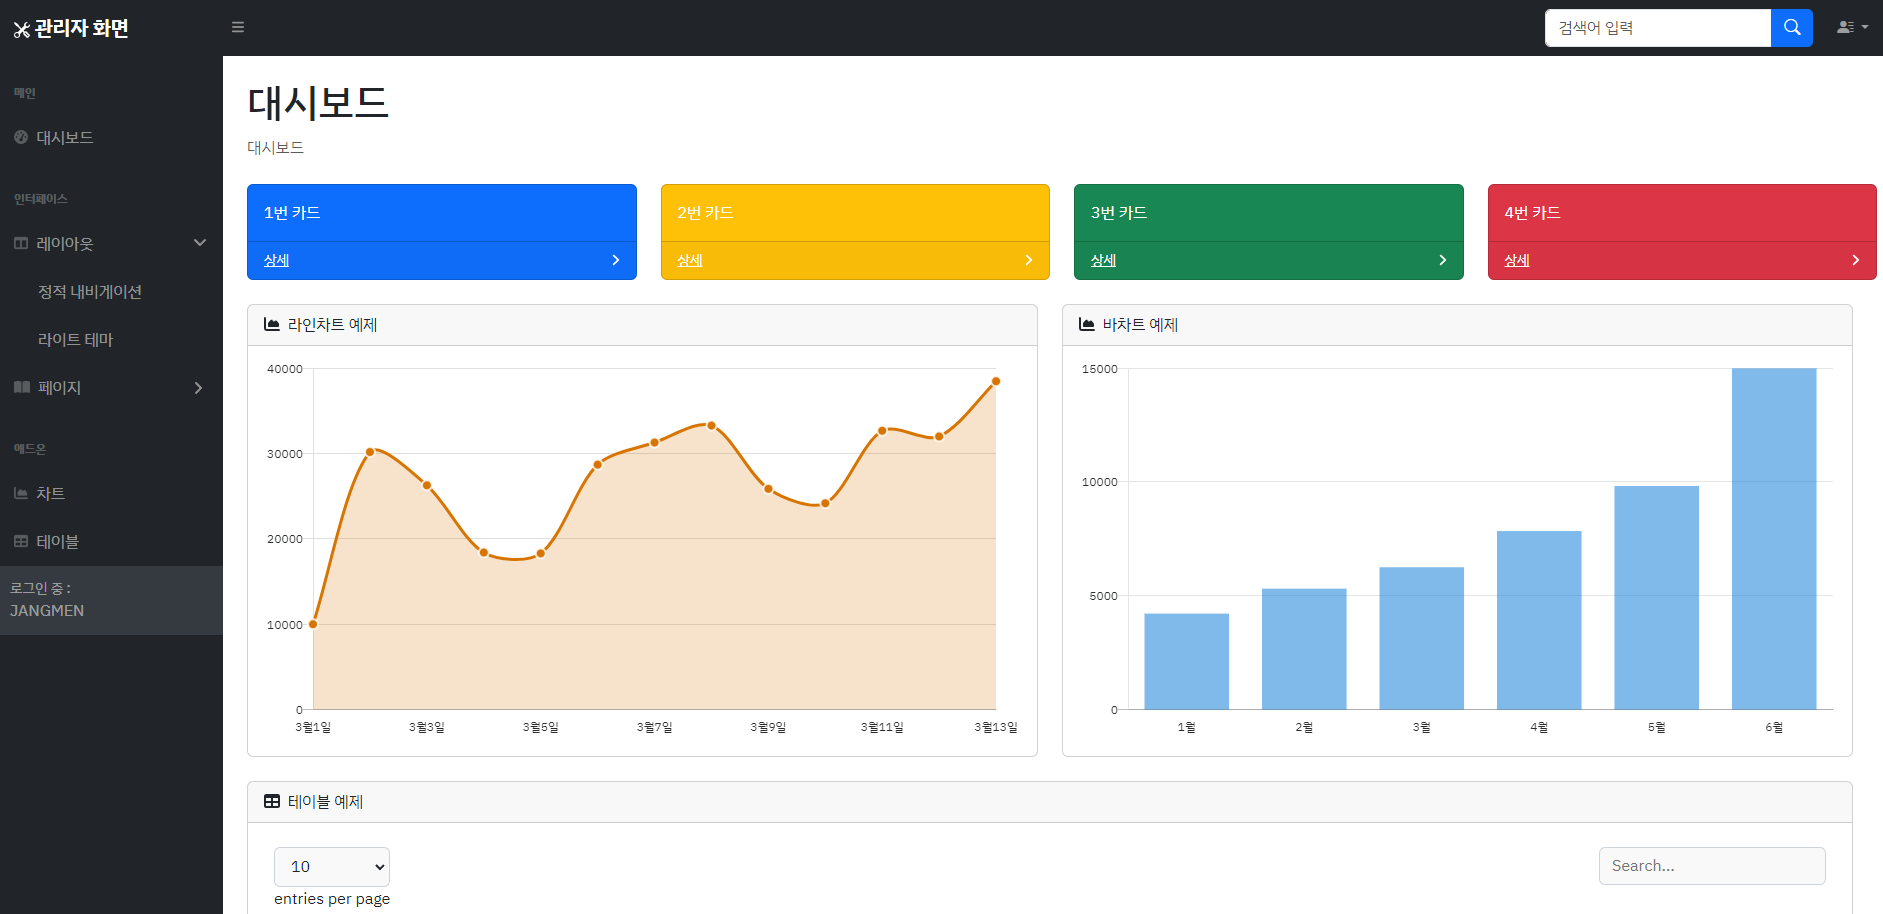 관리자 화면
검색어 입력
메인
대시보드
인터페이스
레이아웃
정적 내비게이션
라이트 테마
페이지
애드온
차트
테이블
로그인 중 :
JANGMEN
대시보드
대시보드
1번 카드
상세
2번 카드
상세
3번 카드
상세
4번 카드
상세
라인차트 예제
40000
30000
20000
10000
0
3월1일 3월3일 3월5일 3월7일 3월9일 3월11일 3월13일
바차트 예제
15000
10000
5000
0
1월 2월 3월 4월 5월 6월
테이블 예제
10
entries per page
Search...